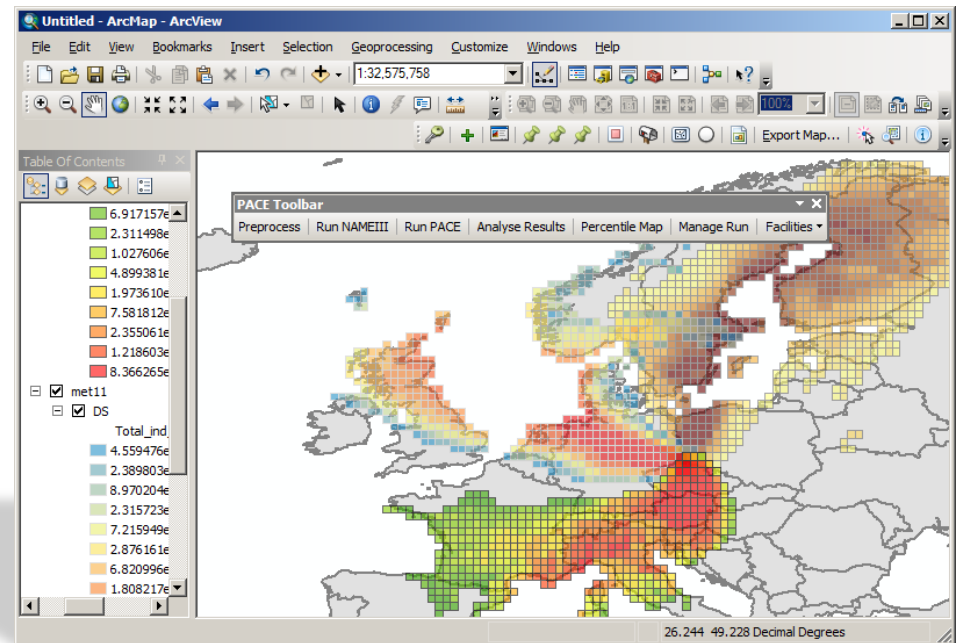 Untitled - ArcMap - ArcView
File Edit View Bookmarks Insert Selection Geoprocessing Customize Windows Help
1:32,575,758
100%
Export Map...
Table Of Contents
PACE Toolbar
Preprocess Run NAMEIII Run PACE Analyse Results Percentile Map Manage Run Facilities
6.917157e
2.311498e
1.027606e
4.899381e
1.973610e
7.581812e
2.355061e
1.218603e
8.366265e
met11
DS
Total_ind_
4.559476e
2.389803e
8.970204e
2.315723e
7.215949e
2.876161e
6.820996e
1.808217e
26.244 49.228 Decimal Degrees